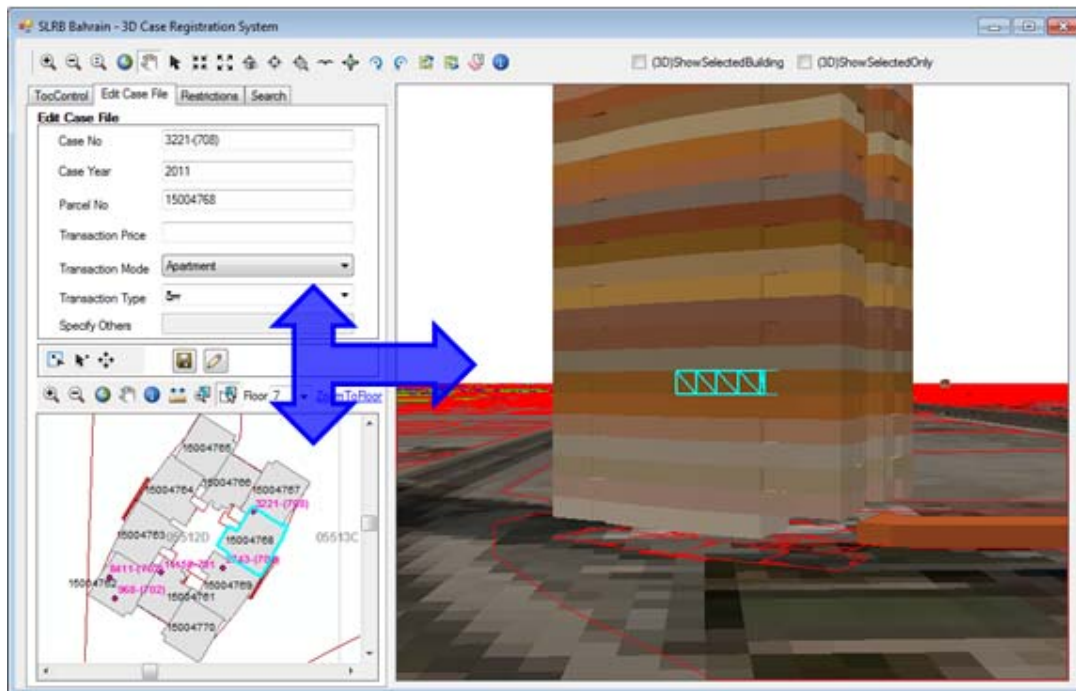 SLRB Bahrain - 3D Case Registration System
(3D)ShowSelectedBuilding (3D)ShowSelectedOnly
TocControl Edit Case File Restrictions Search
Edit Case File
Case No 3221-(708)
Case Year 2011
Parcel No 15004768
Transaction Price
Transaction Mode Apartment
Transaction Type
Specify Others
Floor 7 ZoomToFloor
15004765
15004766
15004764
15004767
3221-(708)
15004763
05512D
05513C
15004768
15004762
968-(702)
15004769
15004761
15004770